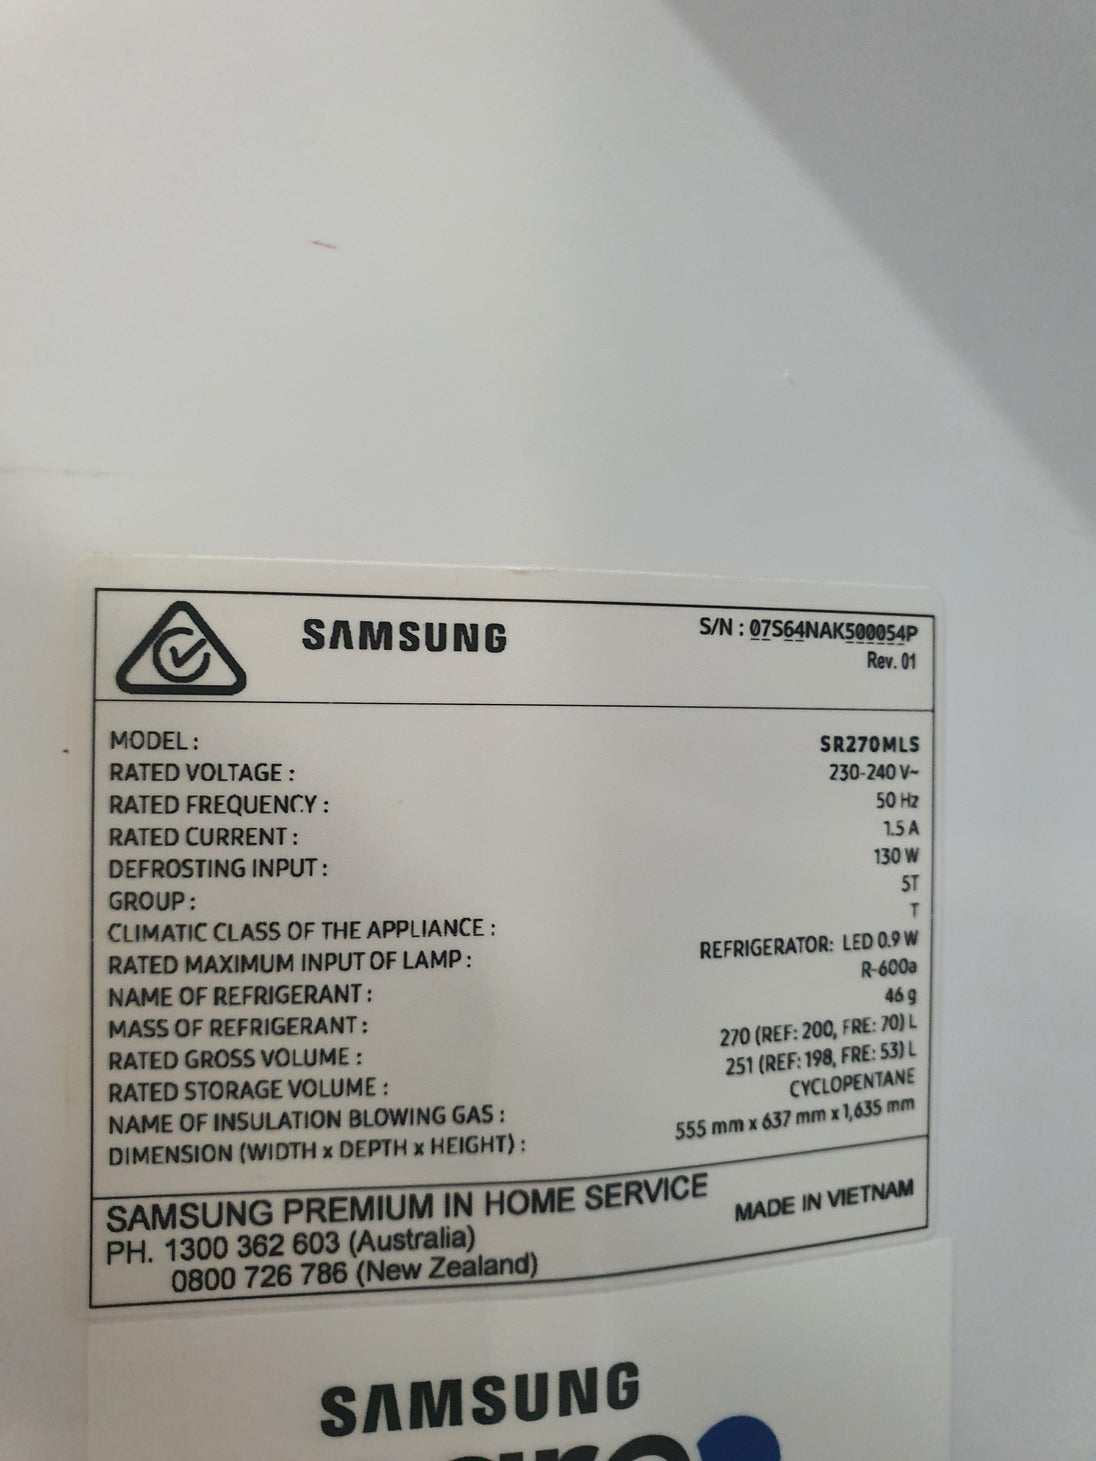 SAMSUNG
S/N : 07S64NAK500054P
Rev. 01
MODEL : SR270MLS
RATED VOLTAGE : 230-240 V~
RATED FREQUENCY : 50 Hz
RATED CURRENT : 1.5 A
DEFROSTING INPUT : 130 W
GROUP : 5T
CLIMATIC CLASS OF THE APPLIANCE : T
RATED MAXIMUM INPUT OF LAMP : REFRIGERATOR: LED 0.9 W
NAME OF REFRIGERANT : R-600a
MASS OF REFRIGERANT : 46 g
RATED GROSS VOLUME : 270 (REF: 200, FRE: 70) L
RATED STORAGE VOLUME : 251 (REF: 198, FRE: 53) L
NAME OF INSULATION BLOWING GAS : CYCLOPENTANE
DIMENSION (WIDTH x DEPTH x HEIGHT) : 555 mm x 637 mm x 1,635 mm
SAMSUNG PREMIUM IN HOME SERVICE
MADE IN VIETNAM
PH. 1300 362 603 (Australia)
0800 726 786 (New Zealand)
SAMSUNG